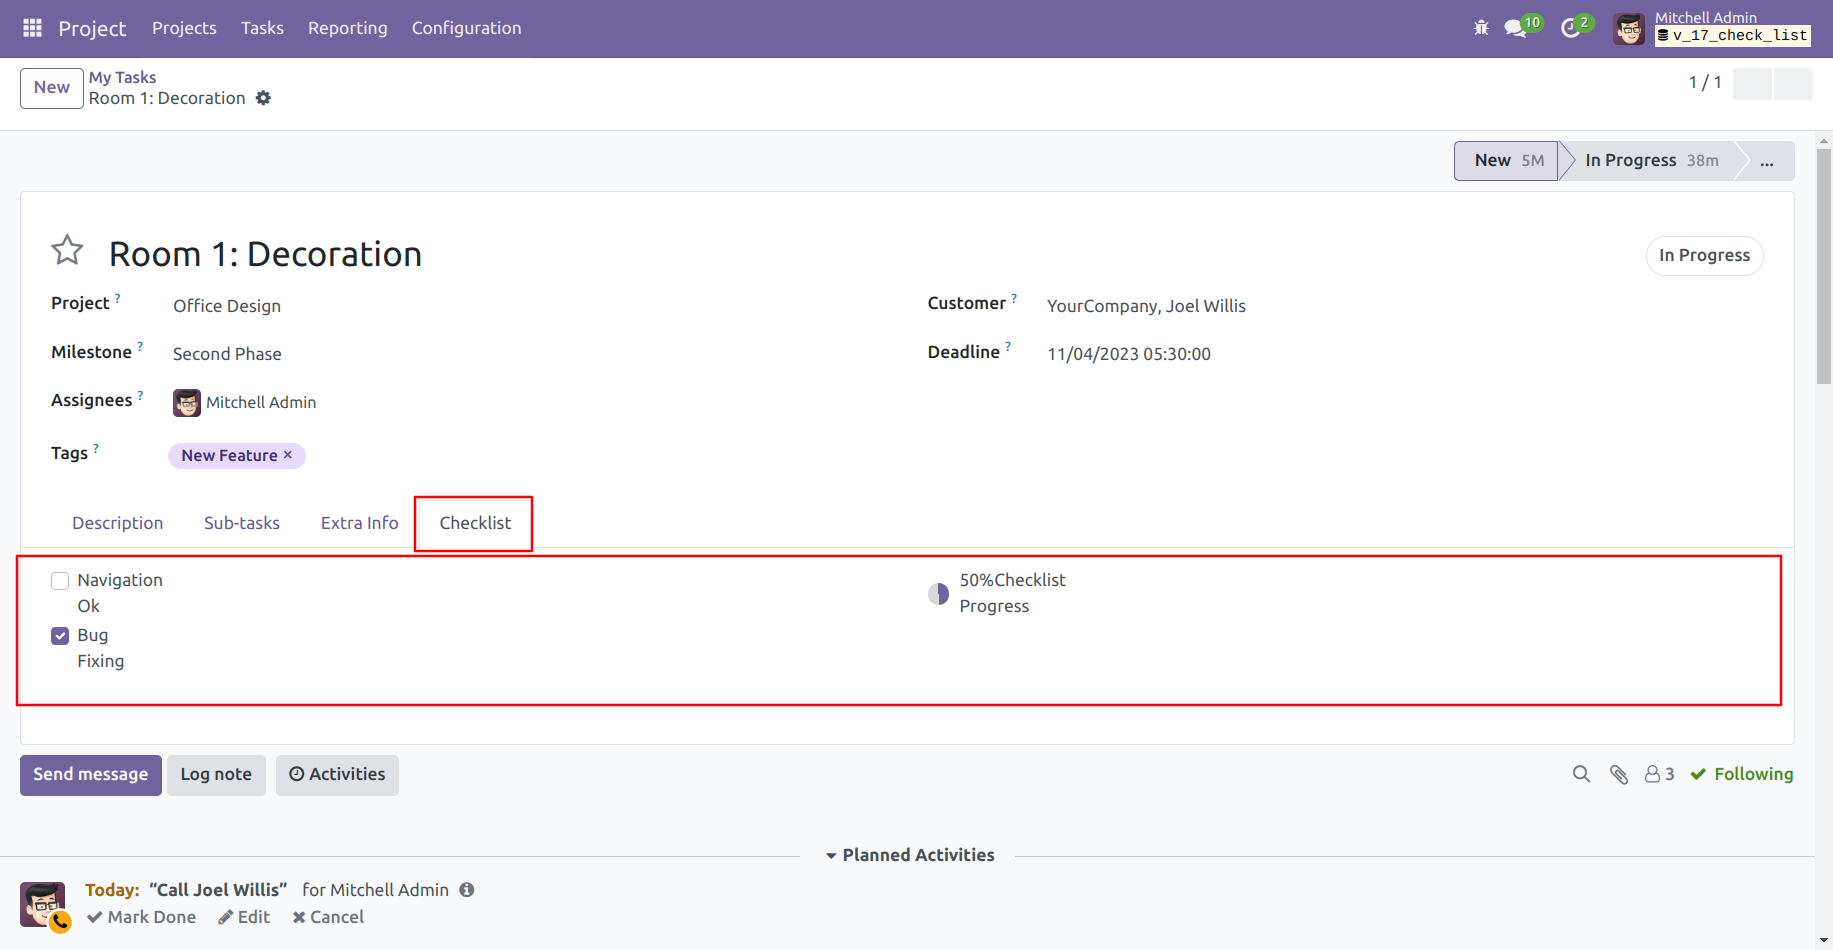 Project Projects Tasks Reporting Configuration 10 2 Mitchell Admin
v_17_check_list
New My Tasks
Room 1: Decoration
1 / 1
New 5M In Progress 38m ...
Room 1: Decoration In Progress
Project ? Office Design Customer ? YourCompany, Joel Willis
Milestone ? Second Phase Deadline ? 11/04/2023 05:30:00
Assignees ? Mitchell Admin
Tags ? New Feature ×
Description Sub-tasks Extra Info Checklist
Navigation 50%Checklist
Ok Progress
Bug
Fixing
Send message Log note Activities 3 Following
Planned Activities
Today: “Call Joel Willis” for Mitchell Admin
Mark Done Edit Cancel